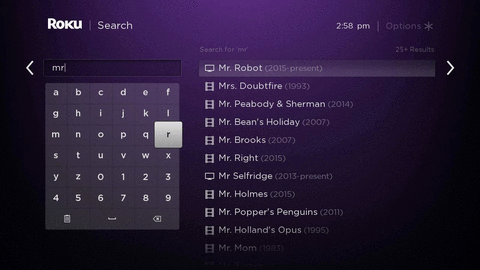 Roku | Search
2:58 pm | Options
Search for 'mr'
25+ Results
mr
a b c d e f
g h i j k l
m n o p q r
s t u v w x
y z 0 1 2 3
4 5 6 7 8 9
Mr. Robot (2015-present)
Mrs. Doubtfire (1993)
Mr. Peabody & Sherman (2014)
Mr. Bean's Holiday (2007)
Mr. Brooks (2007)
Mr. Right (2015)
Mr Selfridge (2013-present)
Mr. Holmes (2015)
Mr. Popper's Penguins (2011)
Mr. Holland's Opus (1995)
Mr. Mom (1983)